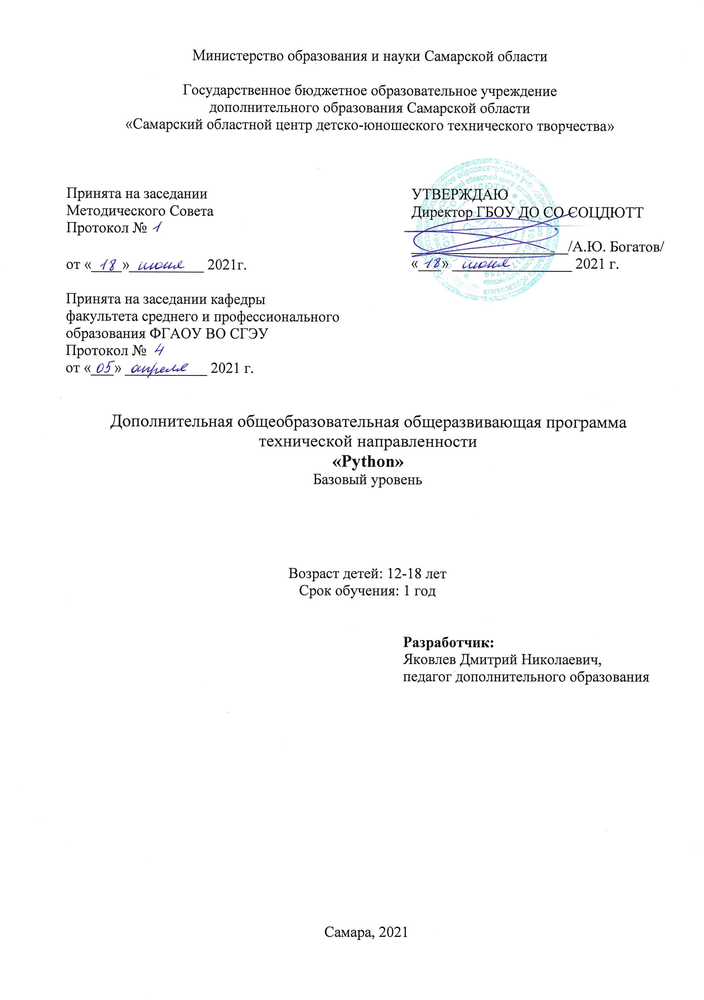 Министерство образования и науки Самарской области
Государственное бюджетное образовательное учреждение
дополнительного образования Самарской области
«Самарский областной центр детско-юношеского технического творчества»
Принята на заседании
Методического Совета
Протокол № 1
от «18» июня 2021г.
УТВЕРЖДАЮ
Директор ГБОУ ДО СО СОЦДЮТТ
/А.Ю. Богатов/
«18» июня 2021 г.
Принята на заседании кафедры
факультета среднего и профессионального
образования ФГАОУ ВО СГЭУ
Протокол № 4
от «05» апреля 2021 г.
Дополнительная общеобразовательная общеразвивающая программа
технической направленности
«Python»
Базовый уровень
Возраст детей: 12-18 лет
Срок обучения: 1 год
Разработчик:
Яковлев Дмитрий Николаевич,
педагог дополнительного образования
Самара, 2021